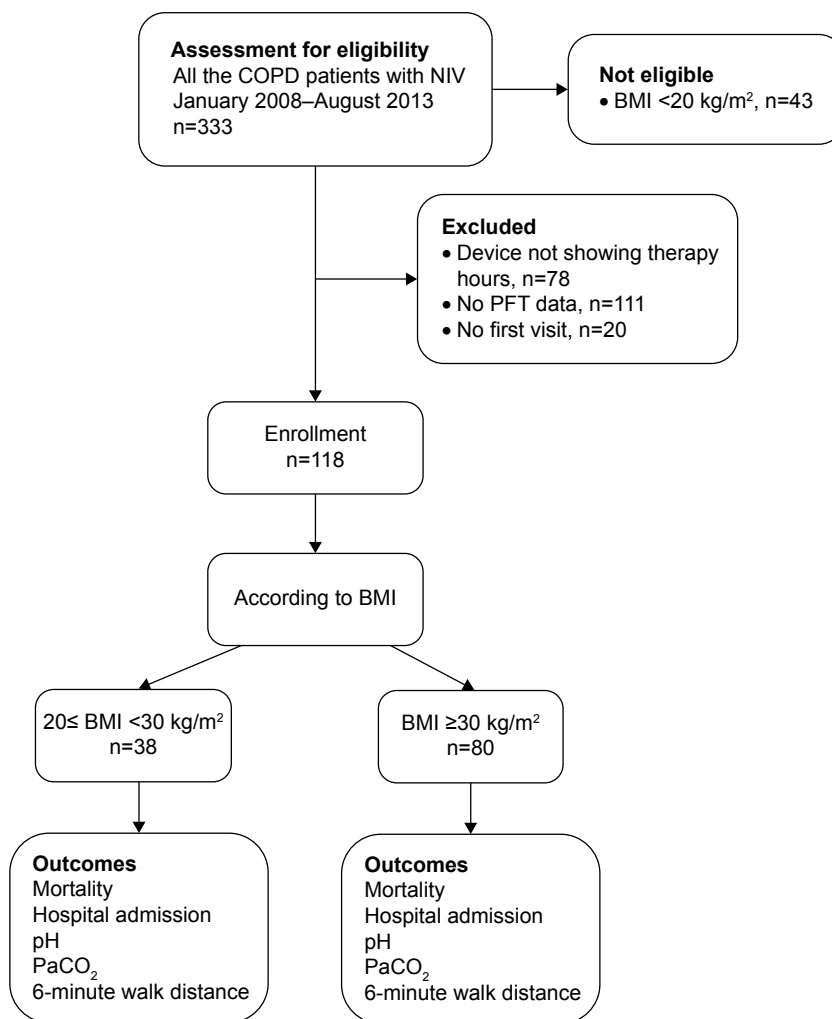 Assessment for eligibility
All the COPD patients with NIV
January 2008–August 2013
n=333
Not eligible
• BMI <20 kg/m², n=43
Excluded
• Device not showing therapy
hours, n=78
• No PFT data, n=111
• No first visit, n=20
Enrollment
n=118
According to BMI
20≤ BMI <30 kg/m²
n=38
BMI ≥30 kg/m²
n=80
Outcomes
Mortality
Hospital admission
pH
PaCO₂
6-minute walk distance
Outcomes
Mortality
Hospital admission
pH
PaCO₂
6-minute walk distance